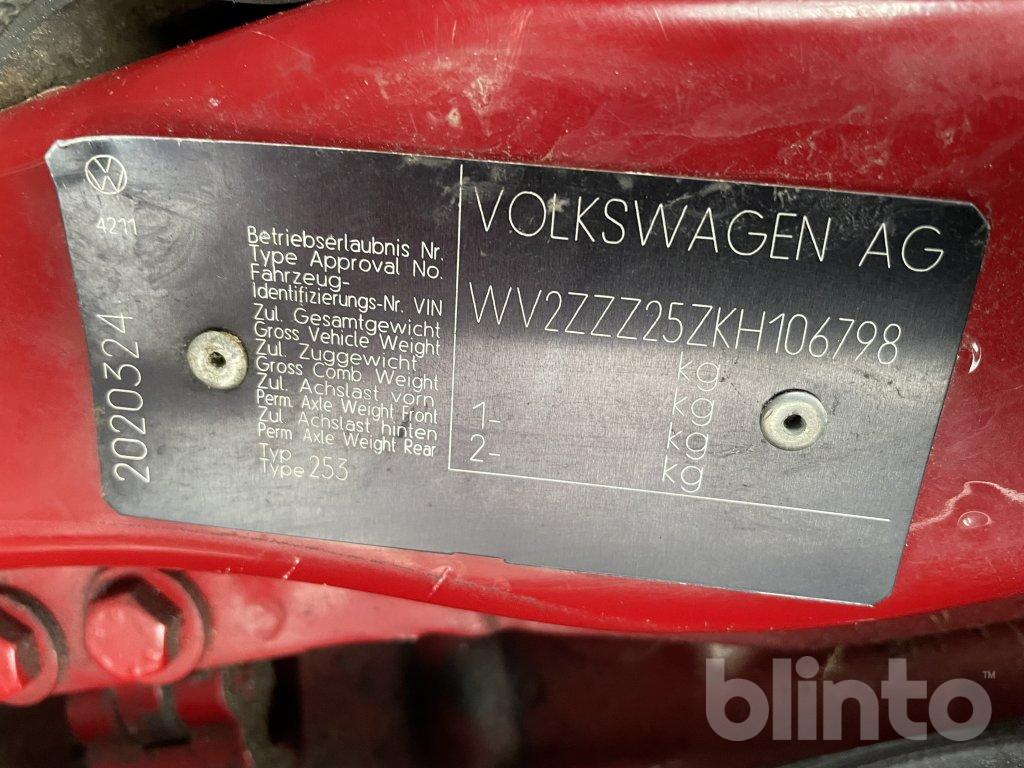 4211
2020324
VOLKSWAGEN AG
Betriebserlaubnis Nr.
Type Approval No.
Fahrzeug-
Identifizierungs-Nr. VIN
WV2ZZZ25ZKH106798
Zul. Gesamtgewicht
Gross Vehicle Weight
kg
Zul. Zuggewicht
Gross Comb. Weight
kg
Zul. Achslast vorn
Perm. Axle Weight Front
1- kg
Zul. Achslast hinten
Perm. Axle Weight Rear
2- kg
Typ
Type 253
blinto™